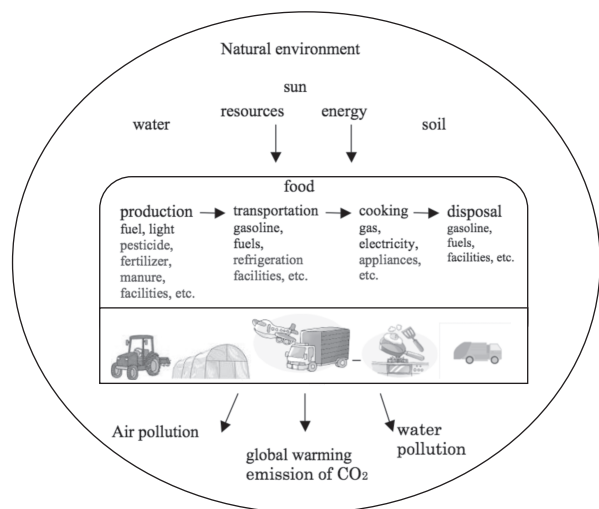 Natural environment
sun
resources energy
water soil
food
production transportation cooking disposal
fuel, light
pesticide,
fertilizer,
manure,
facilities, etc.
gasoline,
fuels,
refrigeration
facilities, etc.
gas,
electricity,
appliances,
etc.
gasoline,
fuels,
facilities, etc.
Air pollution
global warming
emission of CO₂
water
pollution